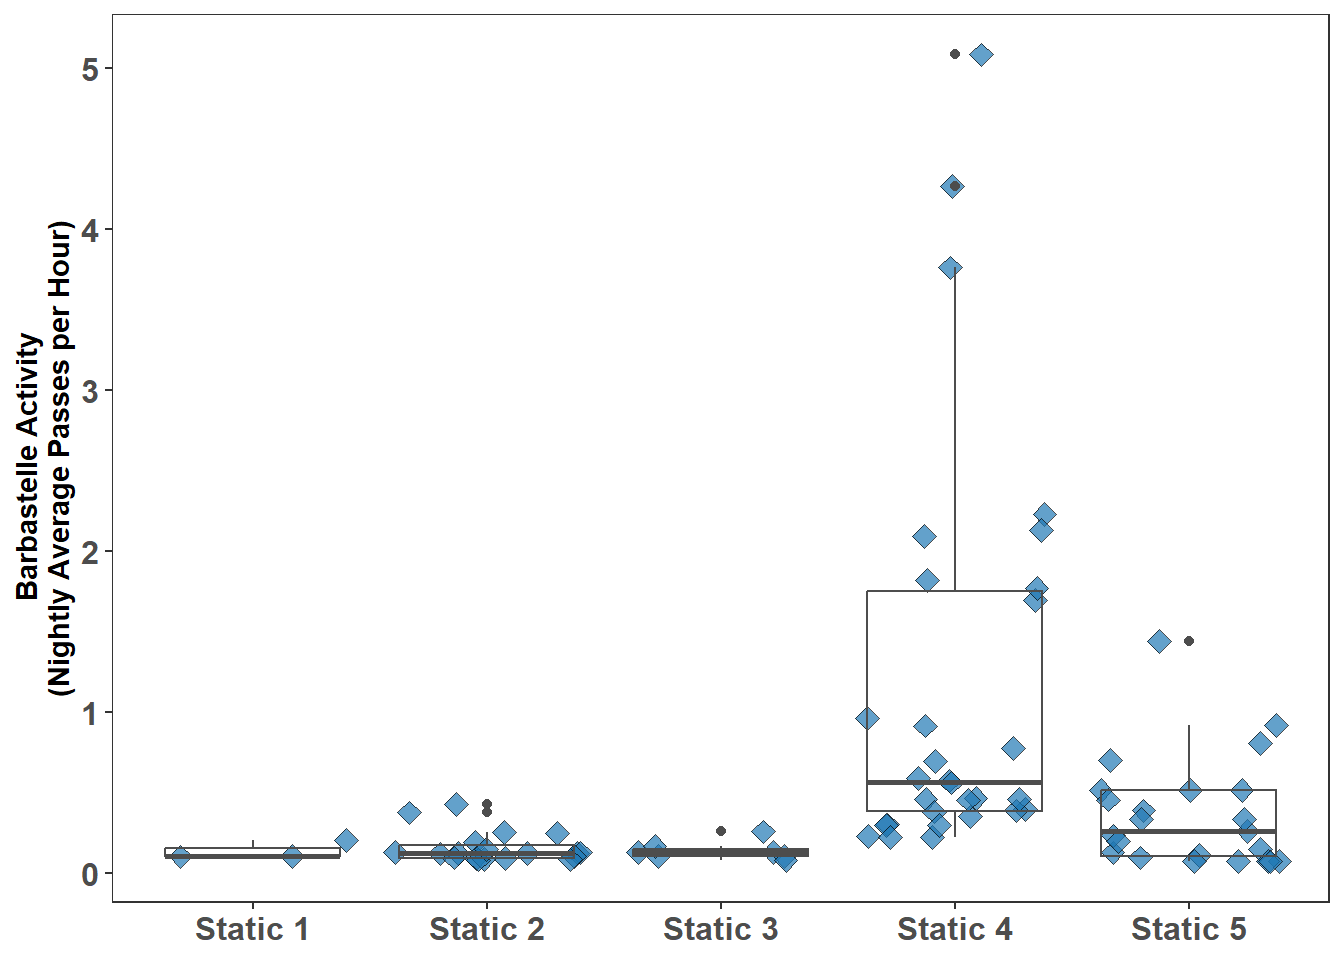 Barbastelle Activity
(Nightly Average Passes per Hour)
5
4
3
2
1
0
Static 1
Static 2
Static 3
Static 4
Static 5